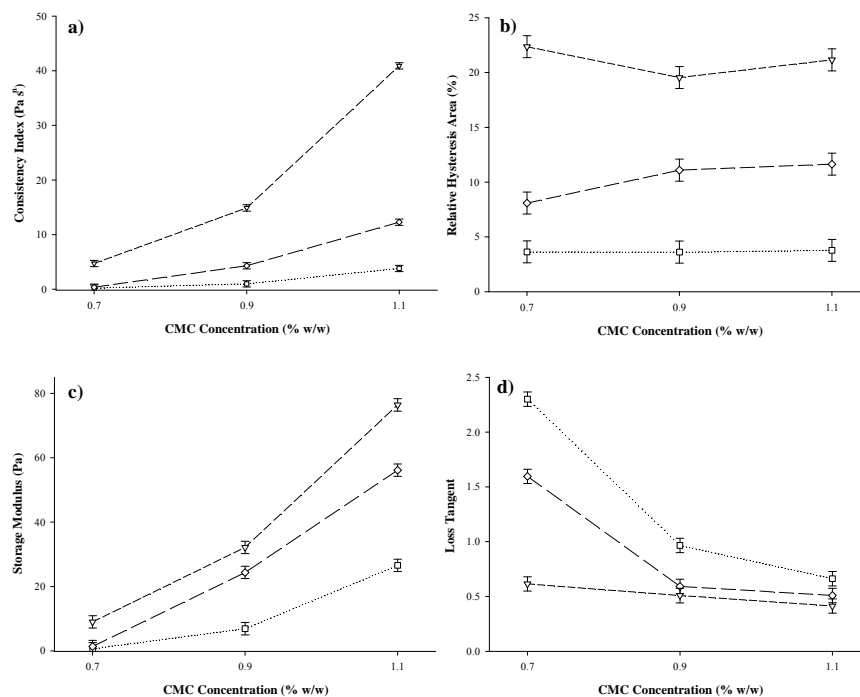 a)
50
40
30
20
10
0
Consistency Index (Pa sⁿ)
0.7 0.9 1.1
CMC Concentration (% w/w)
b)
25
20
15
10
5
0
Relative Hysteresis Area (%)
0.7 0.9 1.1
CMC Concentration (% w/w)
c)
80
60
40
20
0
Storage Modulus (Pa)
0.7 0.9 1.1
CMC Concentration (% w/w)
d)
2.5
2.0
1.5
1.0
0.5
0.0
Loss Tangent
0.7 0.9 1.1
CMC Concentration (% w/w)